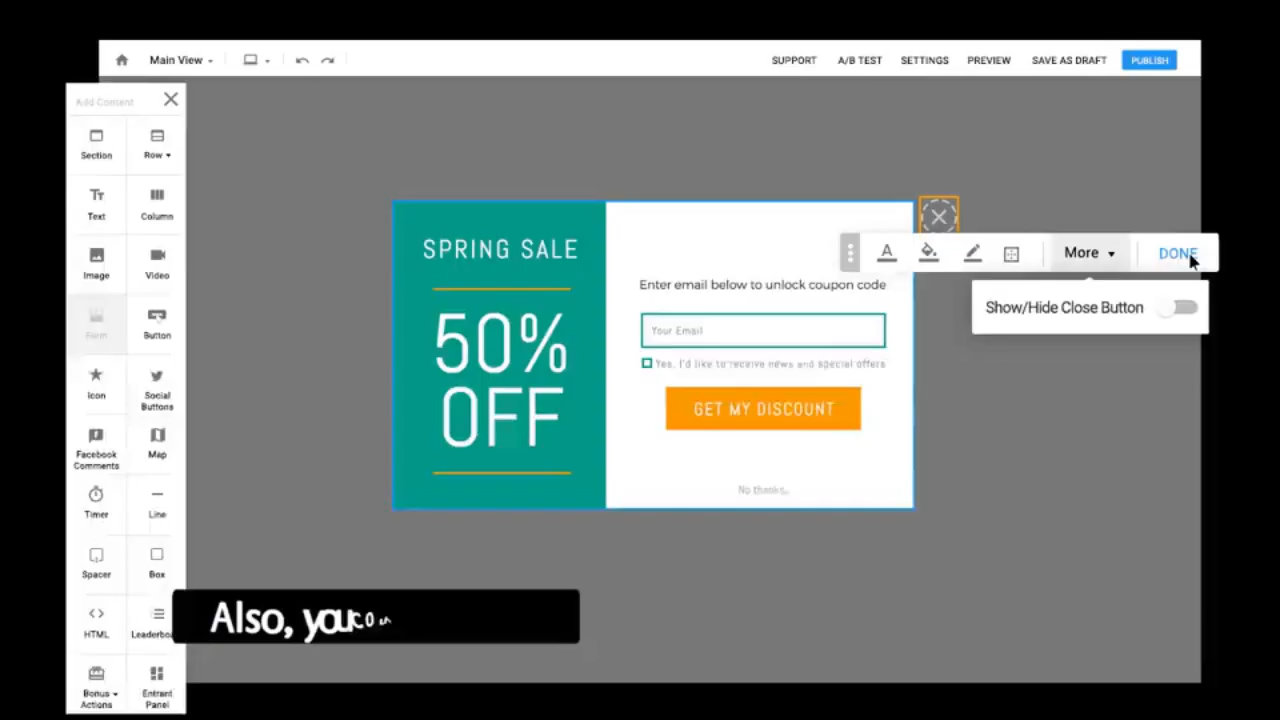 Main View
SUPPORT A/B TEST SETTINGS PREVIEW SAVE AS DRAFT PUBLISH
Add Content
Section Row
Text Column
Image Video
Form Button
Icon Social Buttons
Facebook Comments Map
Timer Line
Spacer Box
HTML
Bonus Actions Entrant Panel
SPRING SALE
50%
OFF
Enter email below to unlock coupon code
Your Email
Yes, I'd like to receive news and special offers
GET MY DISCOUNT
No thanks.
A More DONE
Show/Hide Close Button
Also, you